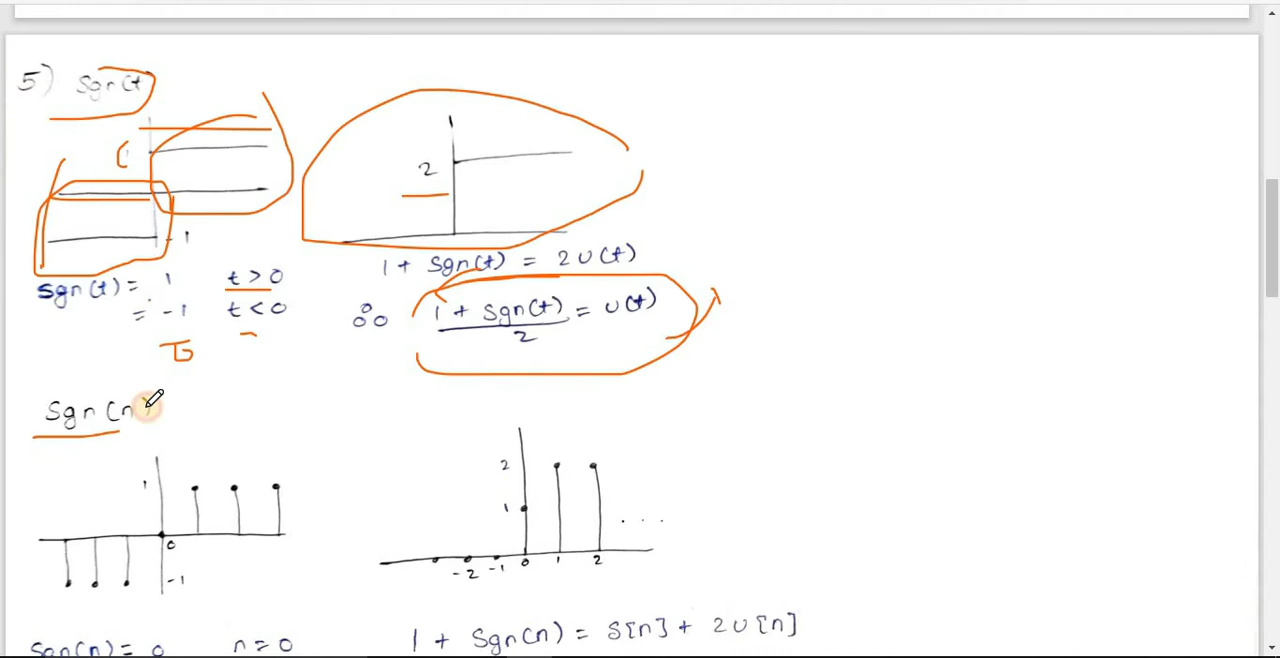 5) Sgn(t)
1
-1
2
1 + Sgn(t) = 2U(t)
sgn(t) = 1 t > 0
= -1 t < 0
∴ 1 + Sgn(t) = U(t)
2
Sgn(n)
1
0
-1
2
1
-2 -1 0 1 2
. . .
Sgn(n) = 0 n = 0
1 + Sgn(n) = S[n] + 2U[n]